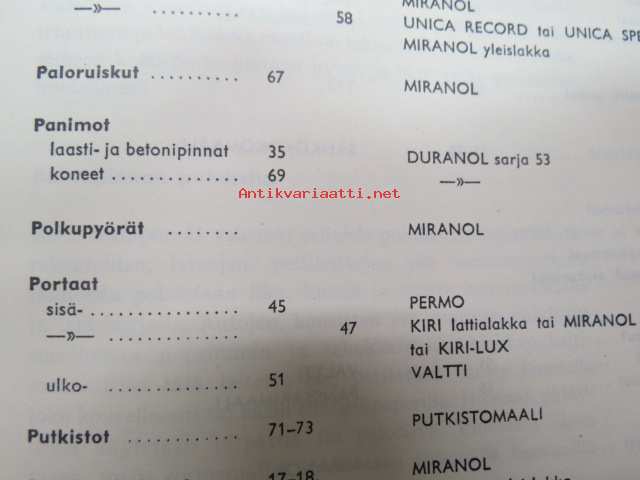 —»— .......... 58 MIRANOL
UNICA RECORD tai UNICA SPE
MIRANOL yleislakka
Paloruiskut .......... 67 MIRANOL
Panimot
laasti- ja betonipinnat 35 DURANOL sarja 53
koneet .......... 69 —»—
Antikvariaatti.net
Polkupyörät ........ MIRANOL
Portaat
sisä- .............. 45 PERMO
—»— .............. 47 KIRI lattialakka tai MIRANOL
tai KIRI-LUX
ulko- .............. 51 VALTTI
Putkistot ........... 71–73 PUTKISTOMAALI
17–18, MIRANOL